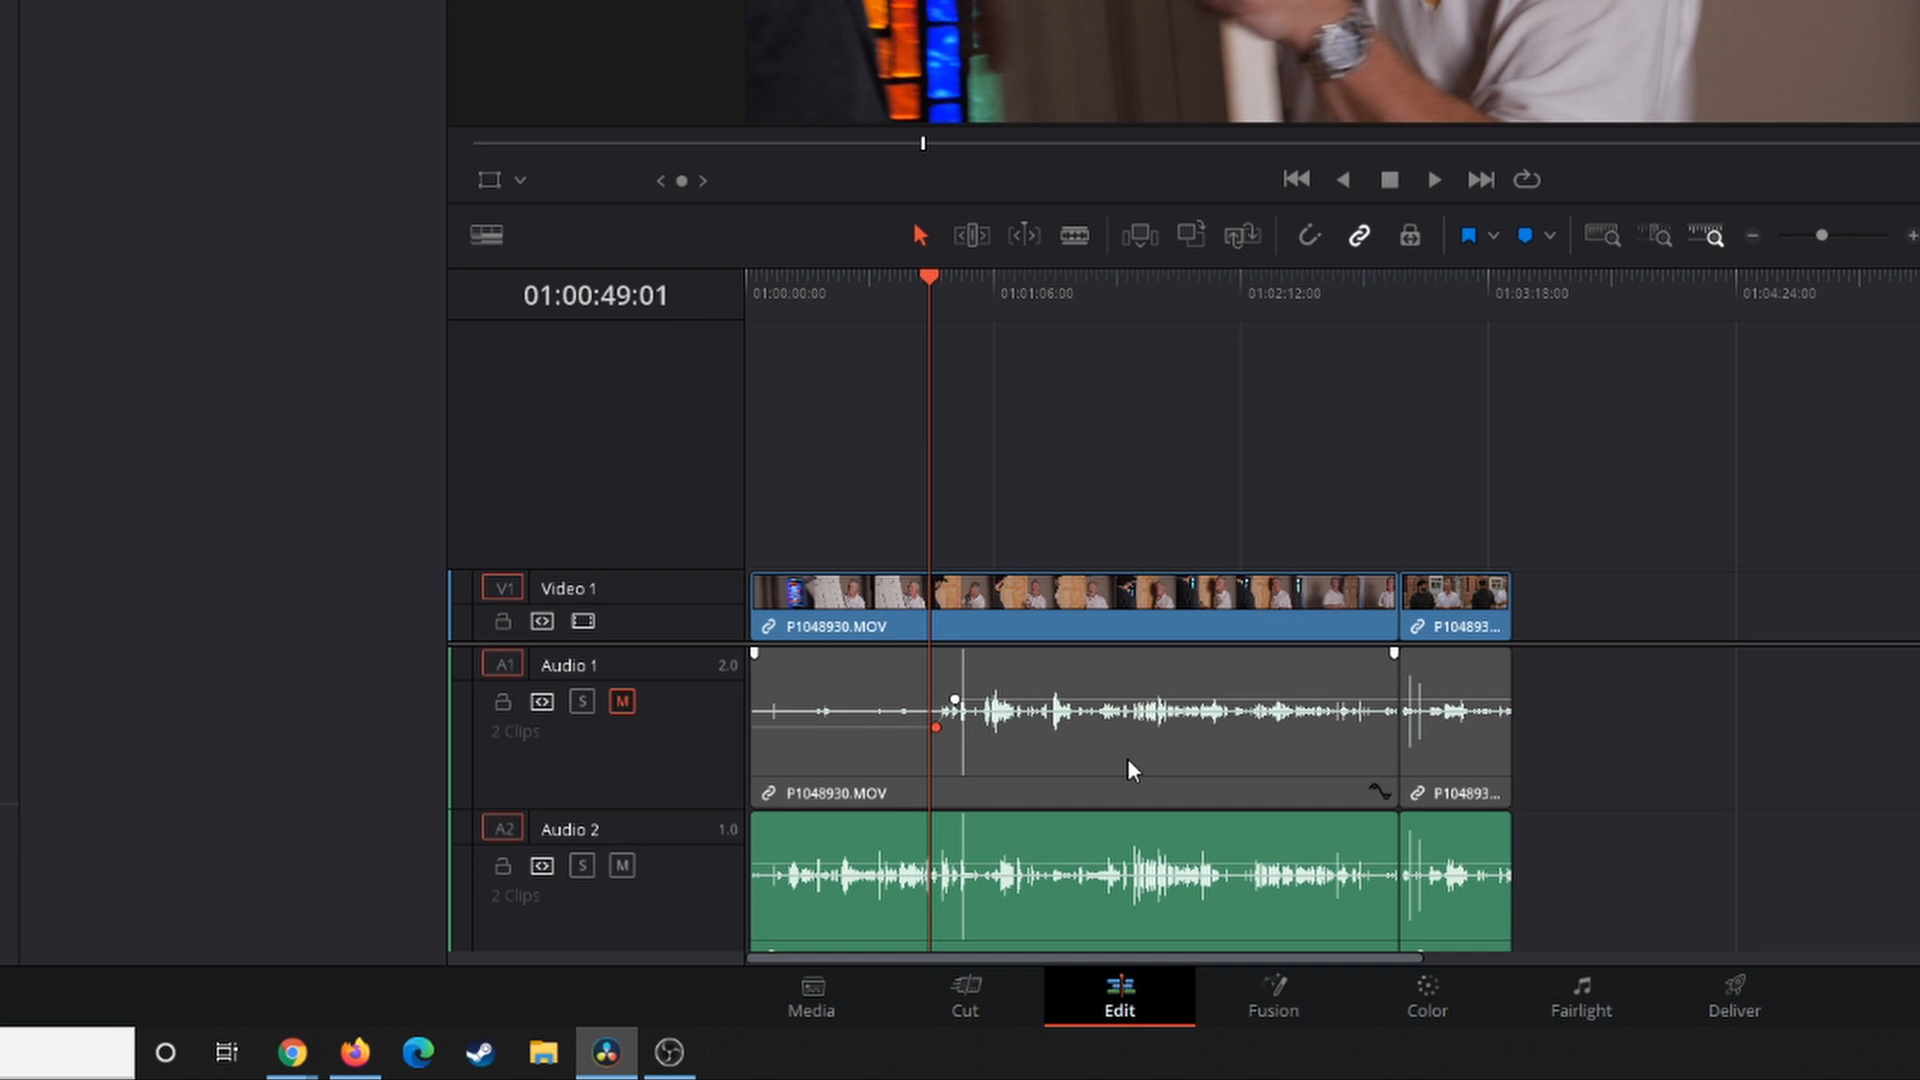 01:00:49:01
01:00:00:00 01:01:06:00 01:02:12:00 01:03:18:00 01:04:24:00
V1 Video 1
P1048930.MOV P104893...
A1 Audio 1 2.0
S M
2 Clips
P1048930.MOV P104893...
A2 Audio 2 1.0
S M
2 Clips
Media Cut Edit Fusion Color Fairlight Deliver